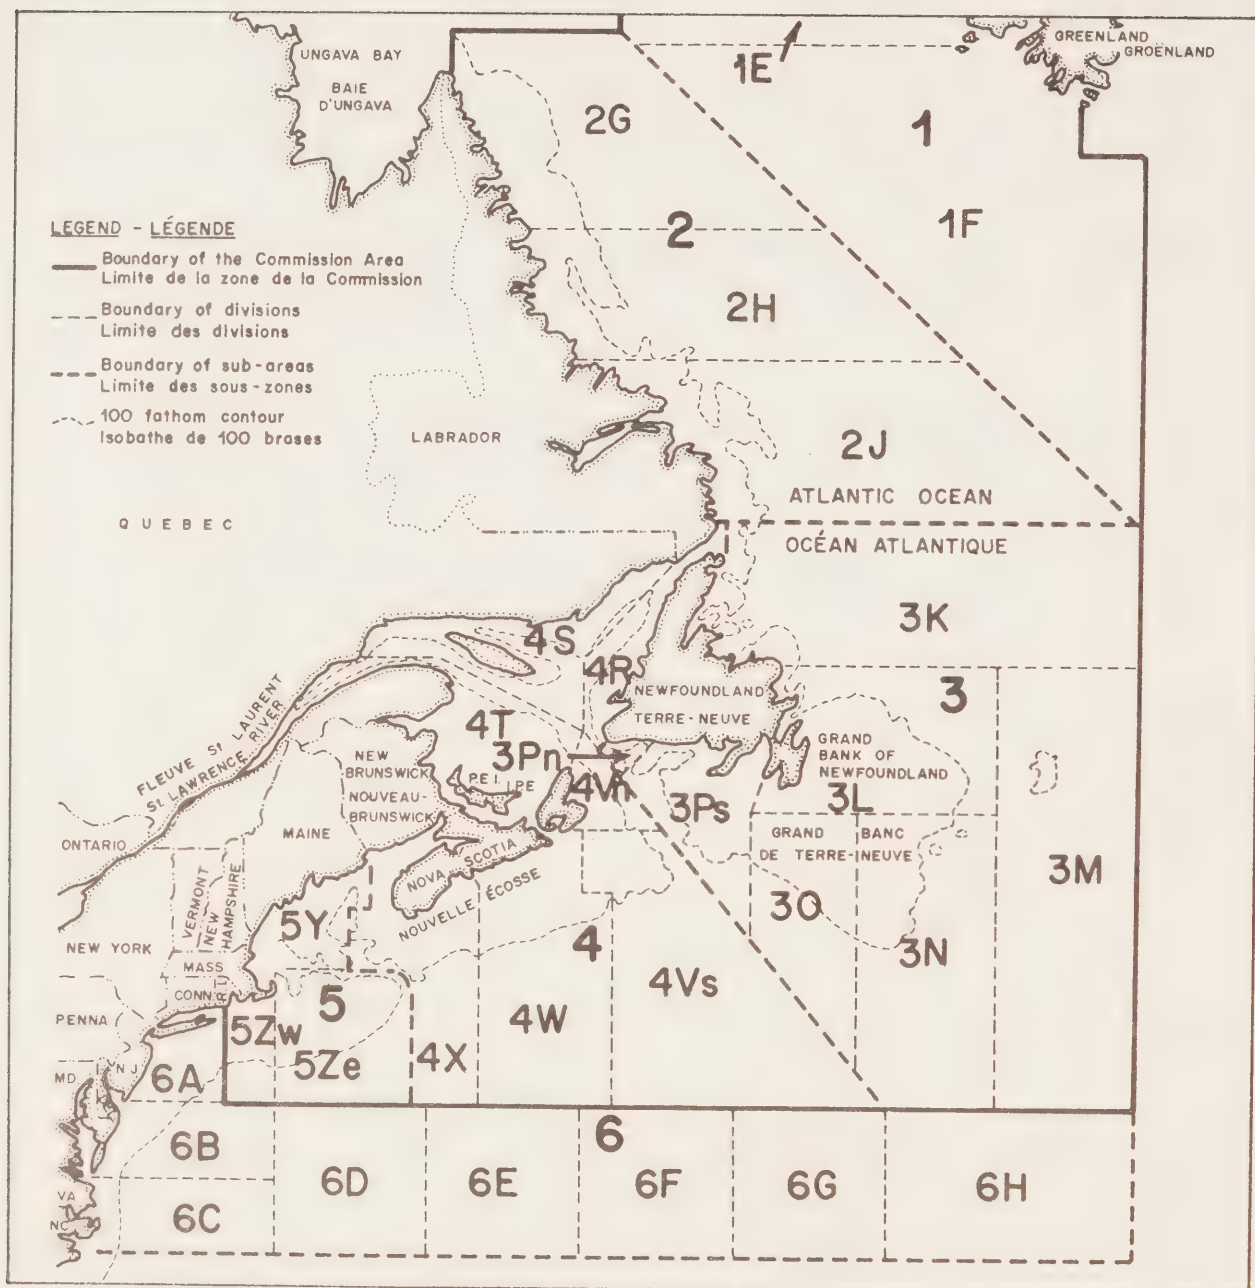 GREENLAND
GROËNLAND
UNGAVA BAY
BAIE
D'UNGAVA
1E
2G
1
1F
LEGEND - LÉGENDE
Boundary of the Commission Area
Limite de la zone de la Commission
Boundary of divisions
Limite des divisions
Boundary of sub-areas
Limite des sous-zones
100 fathom contour
Isobathe de 100 brases
2
2H
LABRADOR
2J
QUEBEC
ATLANTIC OCEAN
OCÉAN ATLANTIQUE
3K
4S
4R
NEWFOUNDLAND
TERRE-NEUVE
3
FLEUVE St LAURENT
St LAWRENCE RIVER
4T
3Pn
4Vn
3Ps
GRAND
BANK OF
NEWFOUNDLAND
3L
NEW
BRUNSWICK
NOUVEAU-
BRUNSWICK
P.E.I.
I.P.E.
MAINE
ONTARIO
GRAND BANC
DE TERRE-NEUVE
3M
NOVA SCOTIA
NOUVELLE ÉCOSSE
VERMONT
NEW
HAMPSHIRE
3O
3N
5Y
4
NEW YORK
MASS
CONN.
R.I.
4Vs
PENNA
5Zw
5
5Ze
4X
4W
MD.
N.J.
6A
6B
6
6C
6D
6E
6F
6G
6H
VA
NC